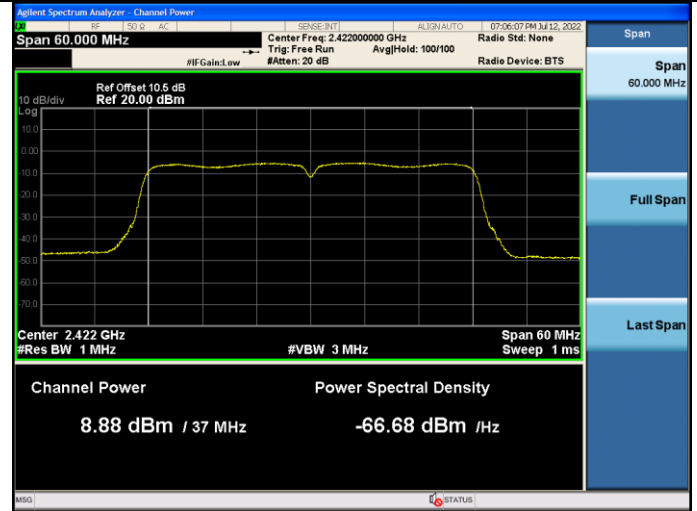 Agilent Spectrum Analyzer - Channel Power
RF 50 Ω AC SENSE:INT ALIGN AUTO 07:06:07 PM Jul 12, 2022
Span 60.000 MHz Center Freq: 2.422000000 GHz Radio Std: None Span
Trig: Free Run Avg|Hold: 100/100
#IFGain:Low #Atten: 20 dB Radio Device: BTS
Span
60.000 MHz
Ref Offset 10.5 dB
10 dB/div Ref 20.00 dBm
Log
10.0
0.00
-10.0
-20.0
Full Span
-30.0
-40.0
-50.0
-60.0
-70.0
Last Span
Center 2.422 GHz Span 60 MHz
#Res BW 1 MHz #VBW 3 MHz Sweep 1 ms
Channel Power Power Spectral Density
8.88 dBm / 37 MHz -66.68 dBm /Hz
MSG STATUS